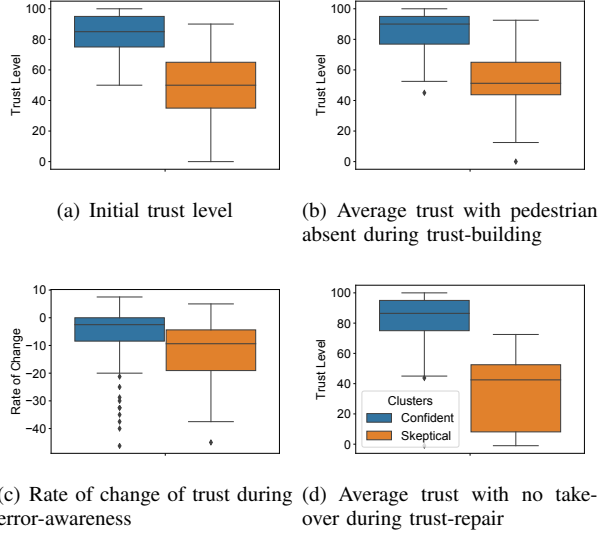 100
80
60
40
20
0
Trust Level
100
80
60
40
20
0
Trust Level
(a) Initial trust level
(b) Average trust with pedestrian
absent during trust-building
10
0
−10
−20
−30
−40
Rate of Change
100
80
60
40
20
0
Trust Level
Clusters
Confident
Skeptical
(c) Rate of change of trust during
error-awareness
(d) Average trust with no take-
over during trust-repair